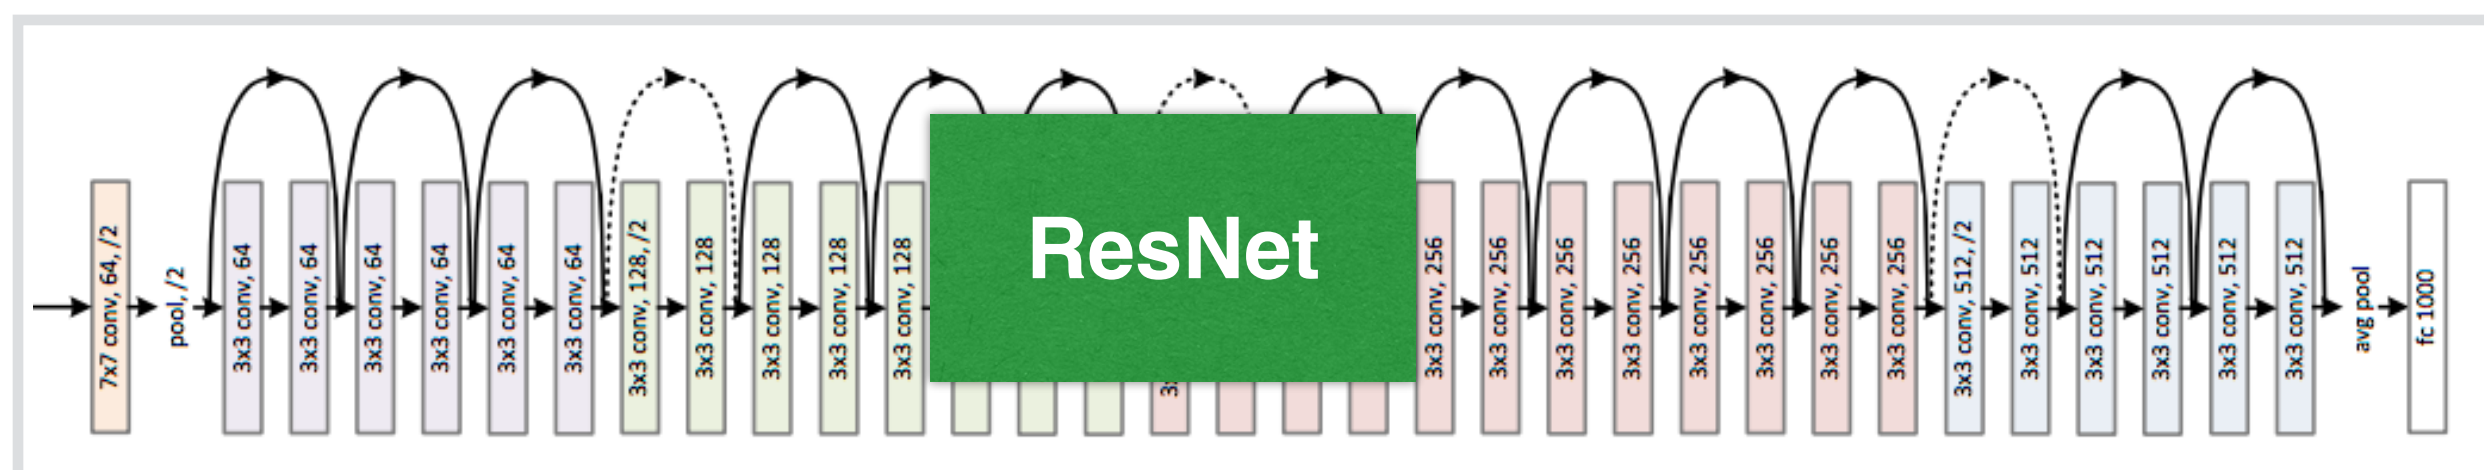 7x7 conv, 64, /2
pool, /2
3x3 conv, 64
3x3 conv, 64
3x3 conv, 64
3x3 conv, 64
3x3 conv, 64
3x3 conv, 64
3x3 conv, 128, /2
3x3 conv, 128
3x3 conv, 128
3x3 conv, 128
3x3 conv, 128
ResNet
3x3 conv, 256
3x3 conv, 256
3x3 conv, 256
3x3 conv, 256
3x3 conv, 256
3x3 conv, 256
3x3 conv, 256
3x3 conv, 256
3x3 conv, 512, /2
3x3 conv, 512
3x3 conv, 512
3x3 conv, 512
3x3 conv, 512
3x3 conv, 512
avg pool
fc 1000